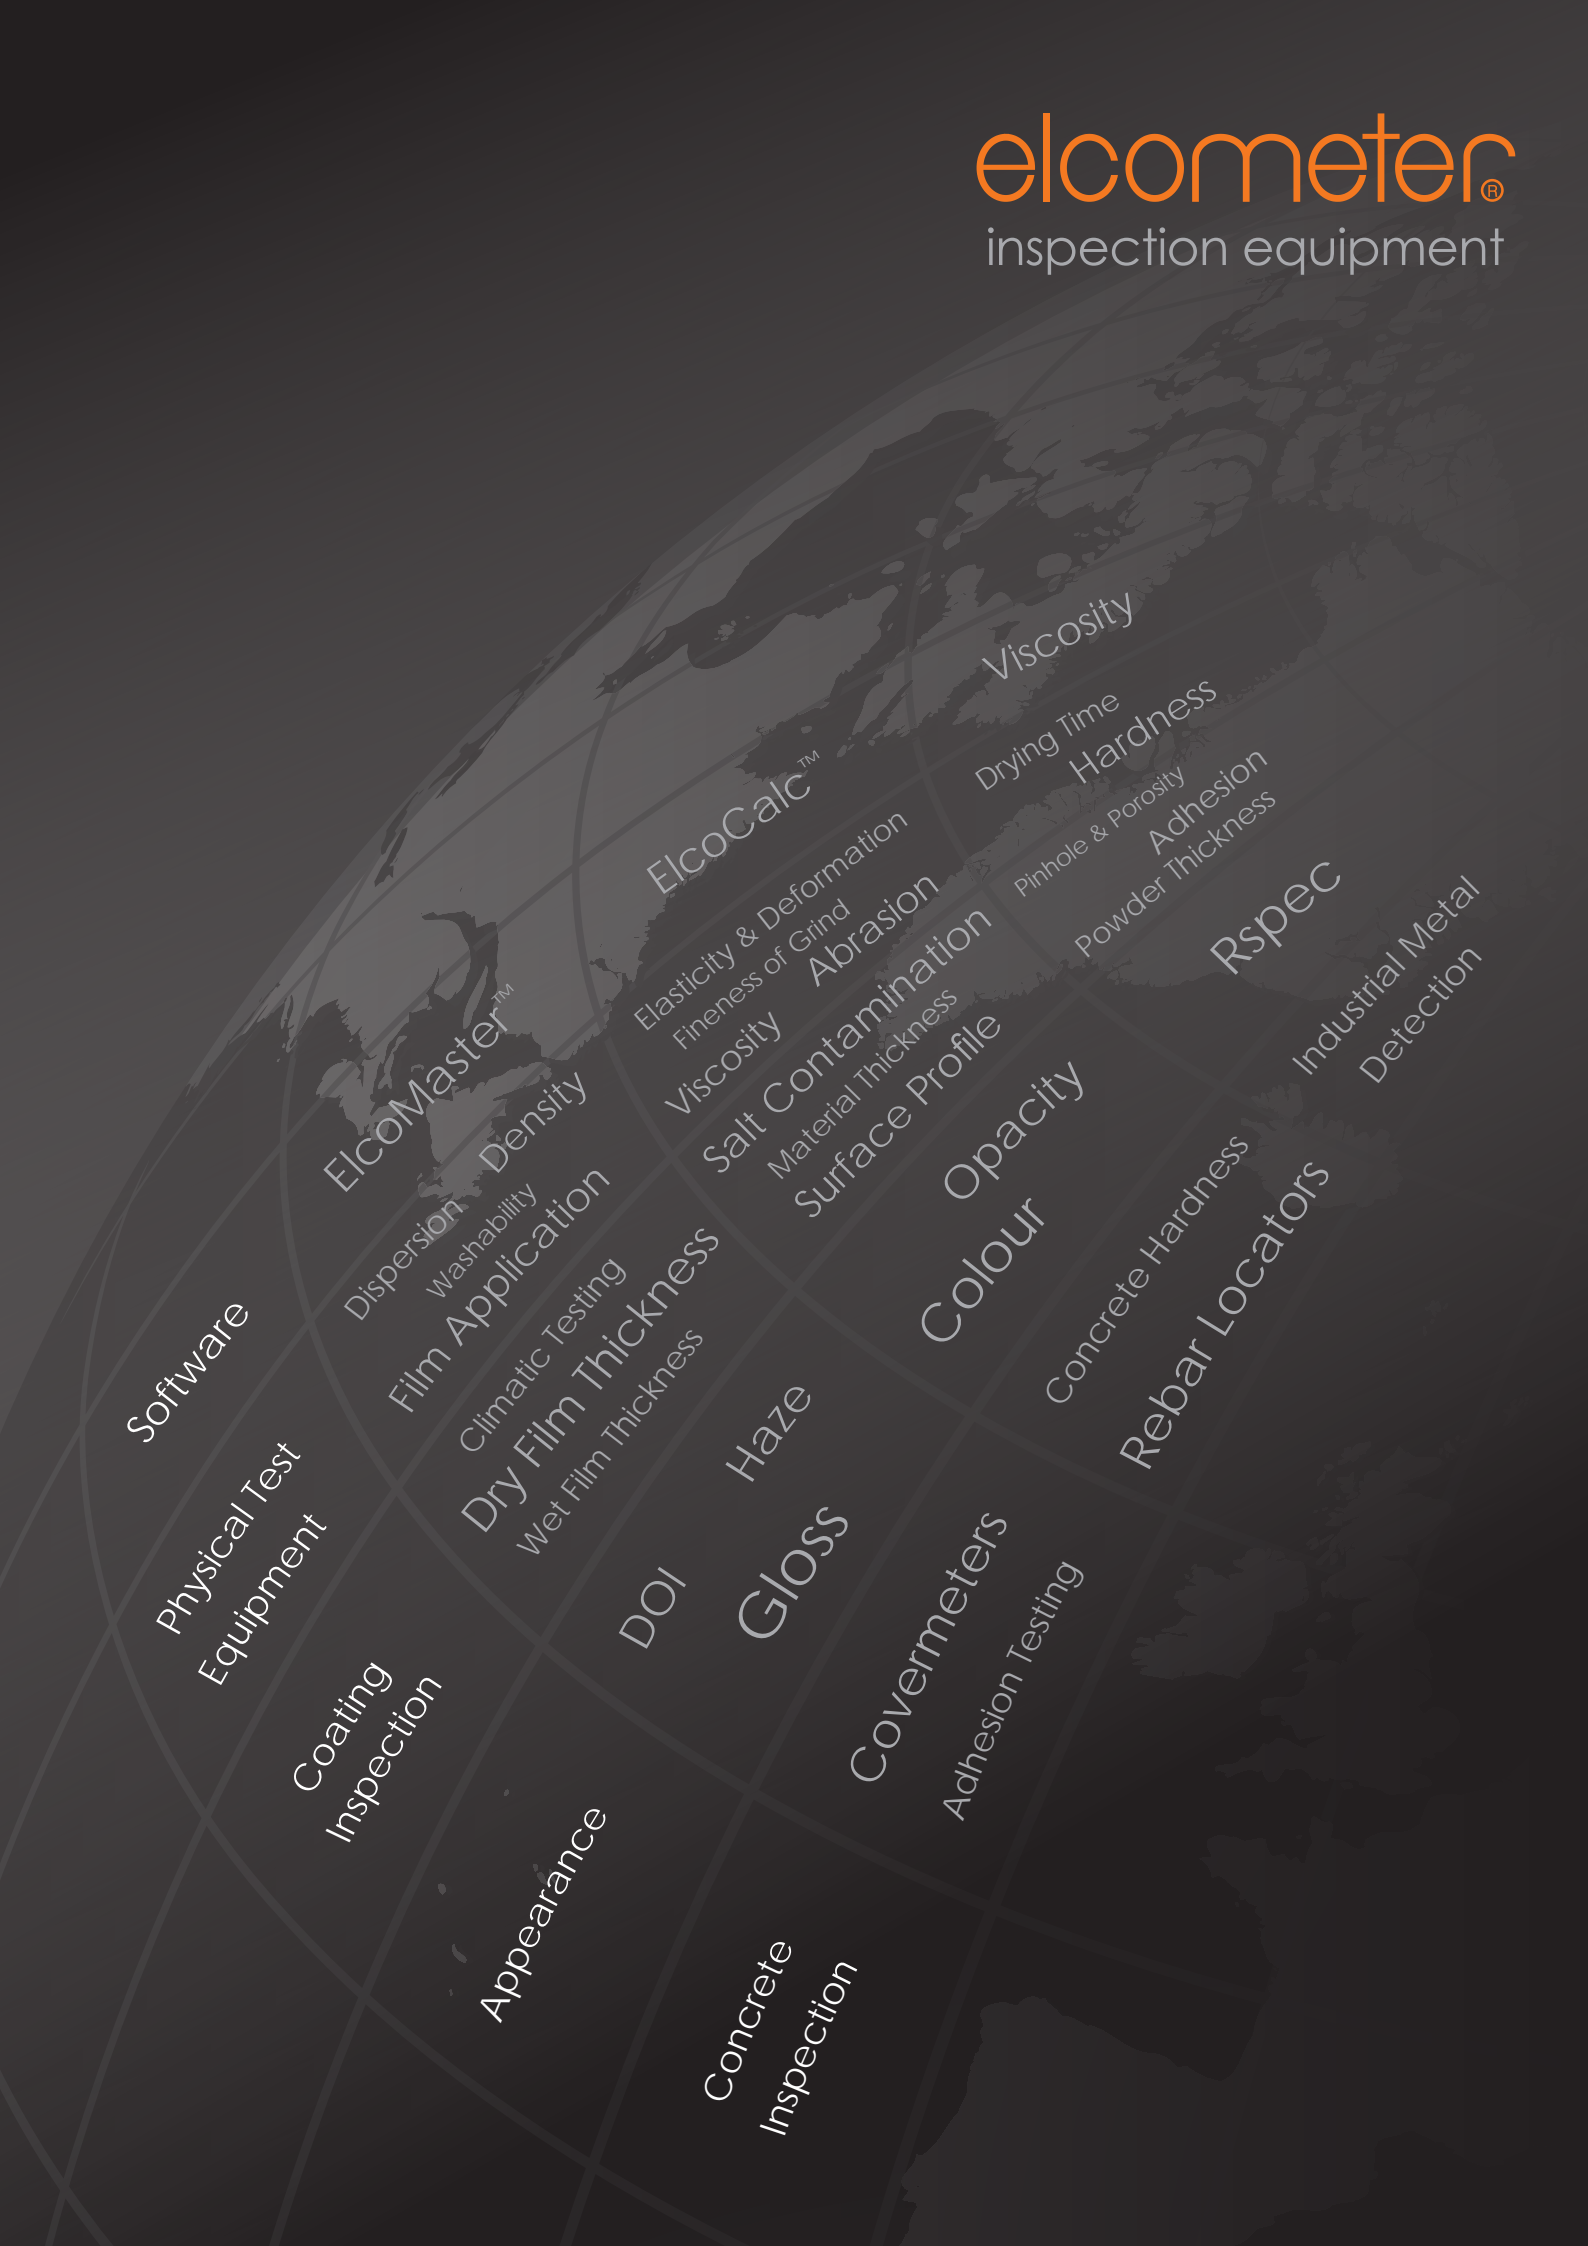 elcometer®
inspection equipment
Viscosity
Drying Time
Hardness
Pinhole & Porosity
Adhesion
Powder Thickness
ElcoCalc™
Elasticity & Deformation
Fineness of Grind
Abrasion
Viscosity
Salt Contamination
Material Thickness
Surface Profile
Rspec
Industrial Metal
Detection
ElcoMaster™
Density
Dispersion
Washability
Film Application
Climatic Testing
Dry Film Thickness
Wet Film Thickness
Opacity
Colour
Concrete Hardness
Rebar Locators
Haze
DOI
Gloss
Covermeters
Adhesion Testing
Software
Physical Test
Equipment
Coating
Inspection
Appearance
Concrete
Inspection